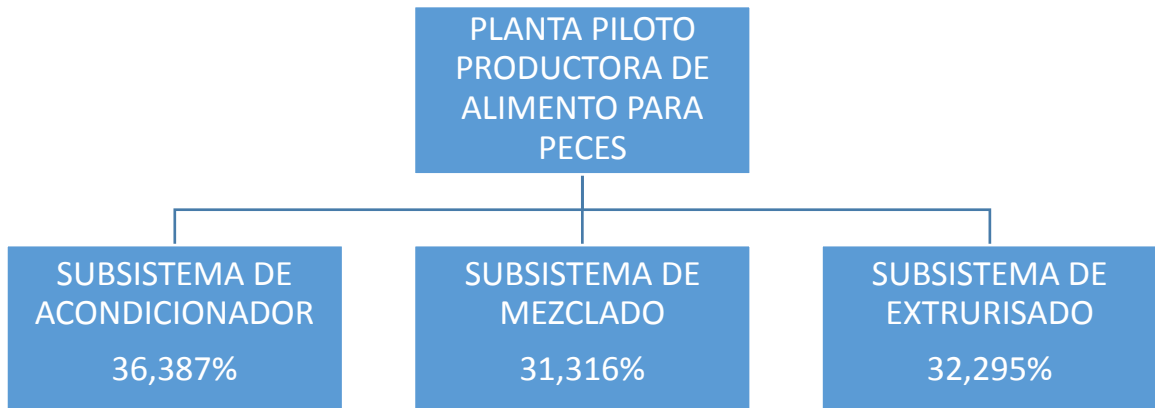 PLANTA PILOTO
PRODUCTORA DE
ALIMENTO PARA
PECES
SUBSISTEMA DE
ACONDICIONADOR
36,387%
SUBSISTEMA DE
MEZCLADO
31,316%
SUBSISTEMA DE
EXTRURISADO
32,295%